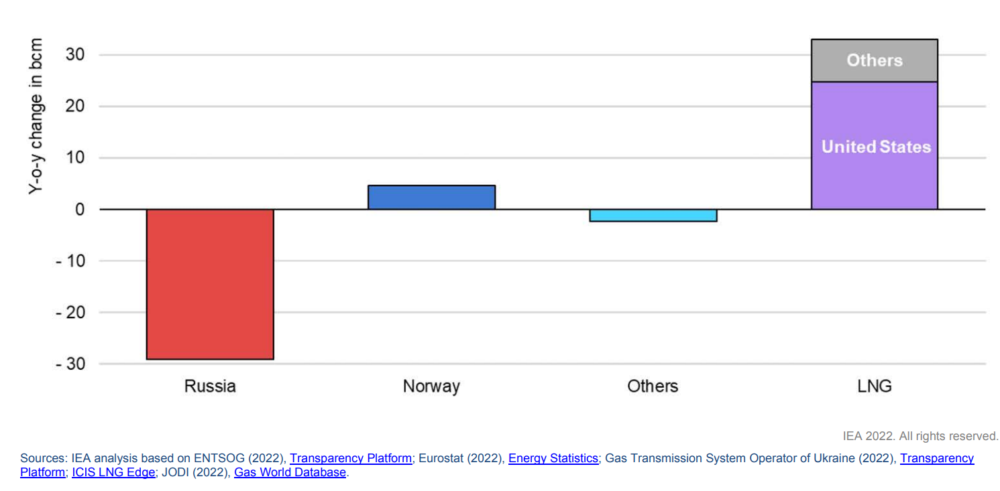 Y-o-y change in bcm
30
20
10
0
- 10
- 20
- 30
Others
United States
Russia
Norway
Others
LNG
IEA 2022. All rights reserved.
Sources: IEA analysis based on ENTSOG (2022), Transparency Platform; Eurostat (2022), Energy Statistics; Gas Transmission System Operator of Ukraine (2022), Transparency
Platform; ICIS LNG Edge; JODI (2022), Gas World Database.